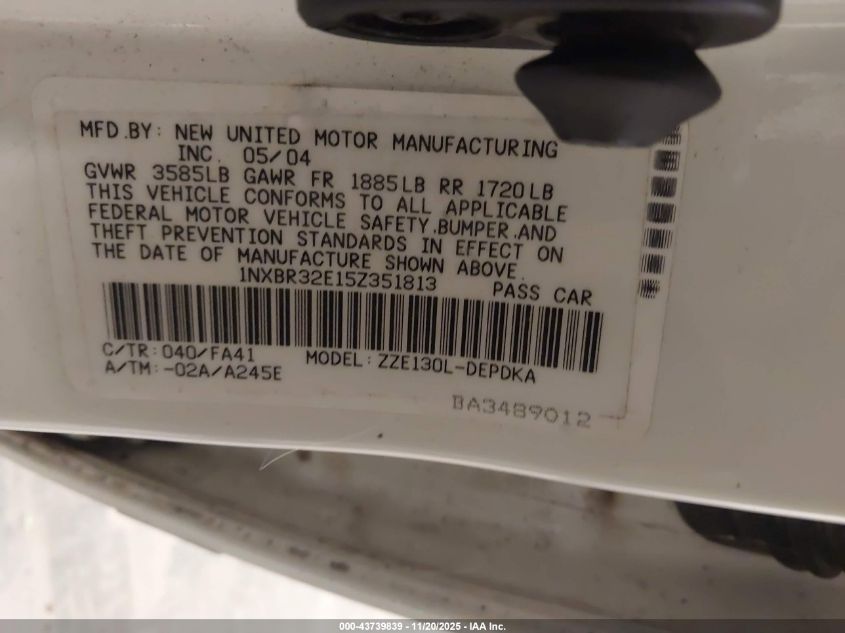 MFD.BY: NEW UNITED MOTOR MANUFACTURING
INC. 05/04
GVWR 3585LB GAWR FR 1885LB RR 1720LB
THIS VEHICLE CONFORMS TO ALL APPLICABLE
FEDERAL MOTOR VEHICLE SAFETY,BUMPER,AND
THEFT PREVENTION STANDARDS IN EFFECT ON
THE DATE OF MANUFACTURE SHOWN ABOVE.
1NXBR32E15Z351813 PASS CAR
C/TR:040/FA41 MODEL:ZZE130L-DEPDKA
A/TM:-02A/A245E
BA3489012
000-43739839 - 11/20/2025 - IAA Inc.